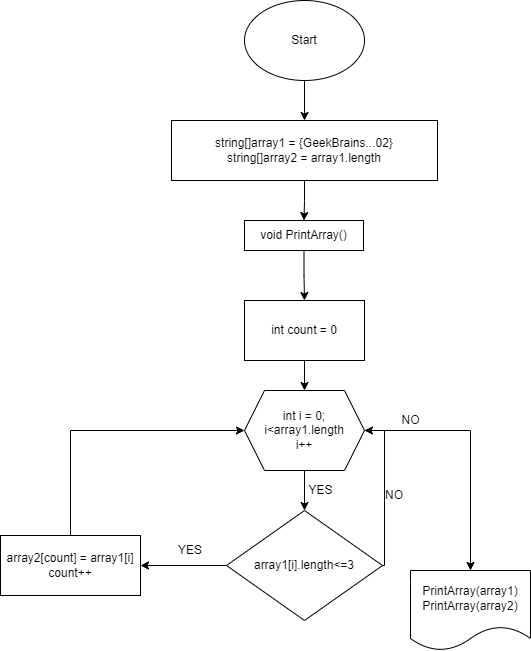 Start
string[]array1 = {GeekBrains...02}
string[]array2 = array1.length
void PrintArray()
int count = 0
int i = 0;
i<array1.length
i++
NO
YES
NO
YES
array1[i].length<=3
array2[count] = array1[i]
count++
PrintArray(array1)
PrintArray(array2)